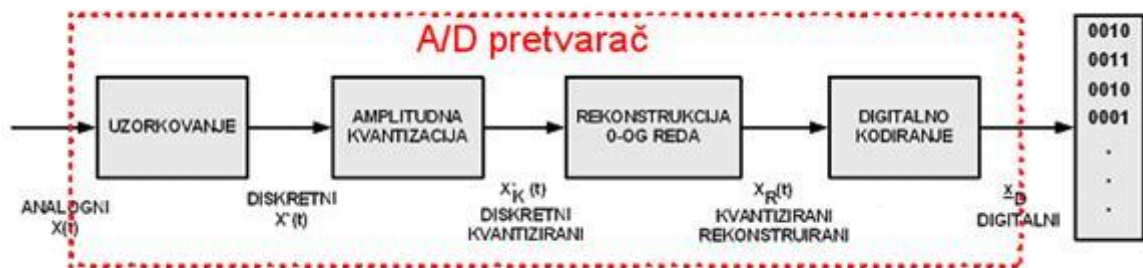 A/D pretvarač
UZORKOVANJE
AMPLITUDNA
KVANTIZACIJA
REKONSTRUKCIJA
0-OG REDA
DIGITALNO
KODIRANJE
ANALOGNI
X(t)
DISKRETNI
X*(t)
X*K (t)
DISKRETNI
KVANTIZIRANI
XR(t)
KVANTIZIRANI
REKONSTRUIRANI
xD
DIGITALNI
0010
0011
0010
0001
.
.
.